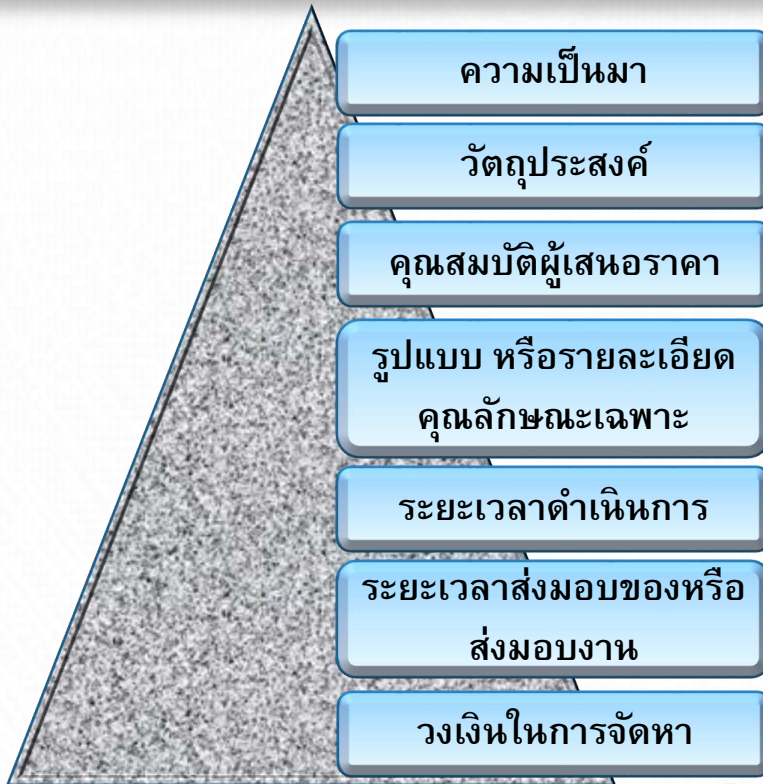 ความเป็นมา
วัตถุประสงค์
คุณสมบัติผู้เสนอราคา
รูปแบบ หรือรายละเอียด
คุณลักษณะเฉพาะ
ระยะเวลาดำเนินการ
ระยะเวลาส่งมอบของหรือ
ส่งมอบงาน
วงเงินในการจัดหา